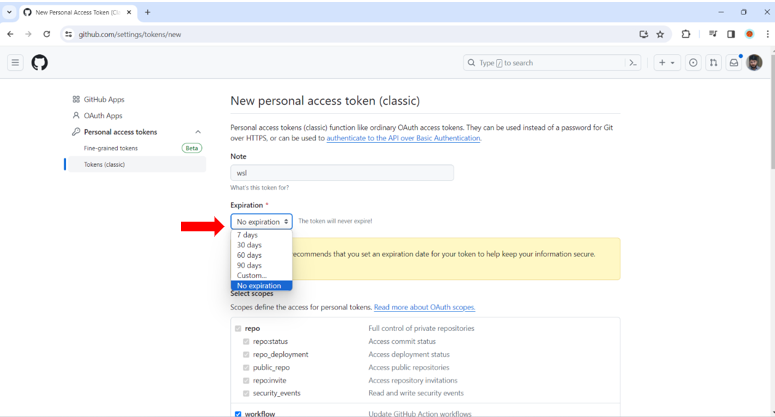 New Personal Access Token (Cl
github.com/settings/tokens/new
Type / to search
GitHub Apps
OAuth Apps
Personal access tokens
Fine-grained tokens Beta
Tokens (classic)
New personal access token (classic)
Personal access tokens (classic) function like ordinary OAuth access tokens. They can be used instead of a password for Git
over HTTPS, or can be used to authenticate to the API over Basic Authentication.
Note
wsl
What's this token for?
Expiration *
No expiration The token will never expire!
7 days
30 days
60 days
90 days
Custom...
No expiration
ecommends that you set an expiration date for your token to help keep your information secure.
Select scopes
Scopes define the access for personal tokens. Read more about OAuth scopes.
repo Full control of private repositories
repo:status Access commit status
repo_deployment Access deployment status
public_repo Access public repositories
repo:invite Access repository invitations
security_events Read and write security events
workflow Update GitHub Action workflows